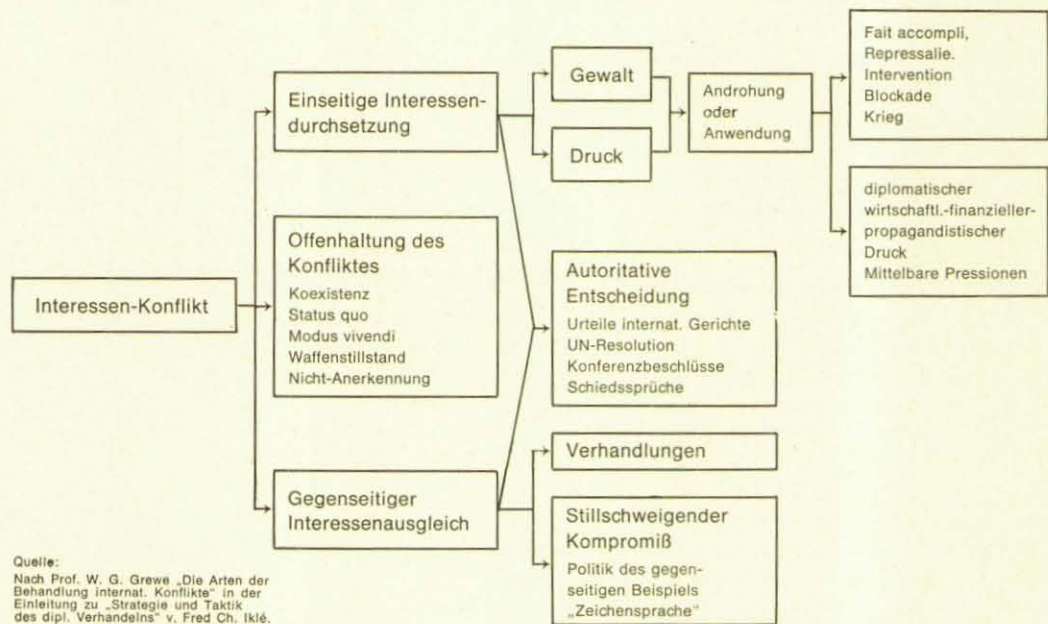 Interessen-Konflikt
Einseitige Interessen-
durchsetzung
Offenhaltung des
Konfliktes
Koexistenz
Status quo
Modus vivendi
Waffenstillstand
Nicht-Anerkennung
Gegenseitiger
Interessenausgleich
Gewalt
Druck
Androhung
oder
Anwendung
Fait accompli,
Repressalie.
Intervention
Blockade
Krieg
diplomatischer
wirtschaftl.-finanzieller-
propagandistischer
Druck
Mittelbare Pressionen
Autoritative
Entscheidung
Urteile internat. Gerichte
UN-Resolution
Konferenzbeschlüsse
Schiedssprüche
Verhandlungen
Stillschweigender
Kompromiß
Politik des gegen-
seitigen Beispiels
„Zeichensprache“
Quelle:
Nach Prof. W. G. Grewe „Die Arten der
Behandlung internat. Konflikte“ in der
Einleitung zu „Strategie und Taktik
des dipl. Verhandelns“ v. Fred Ch. Iklé.